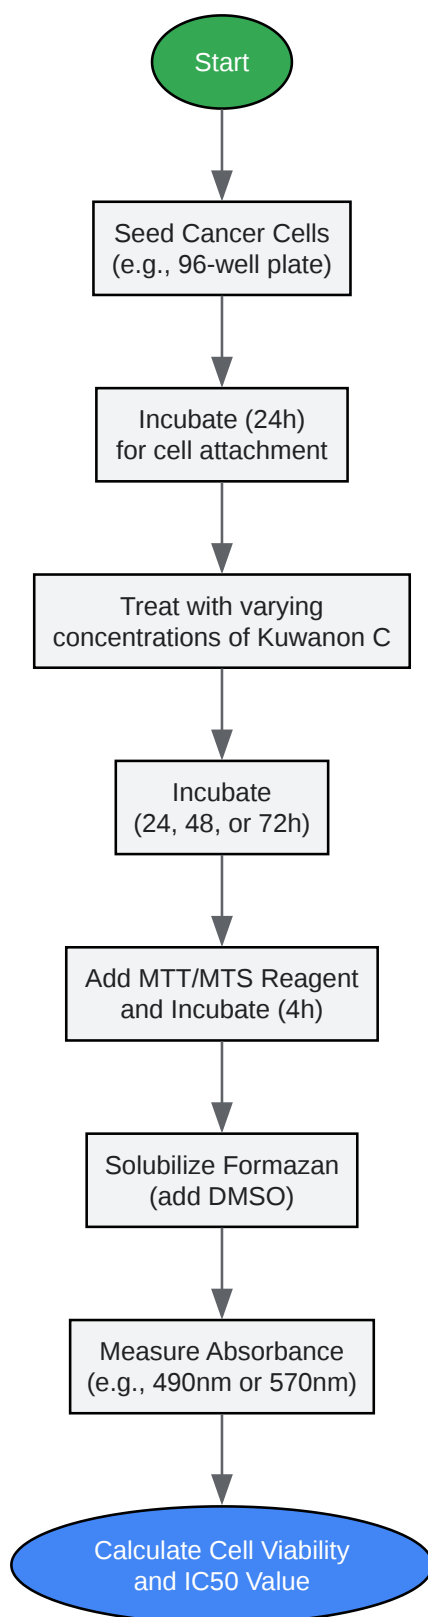 Start
Seed Cancer Cells
(e.g., 96-well plate)
Incubate (24h)
for cell attachment
Treat with varying
concentrations of Kuwanon C
Incubate
(24, 48, or 72h)
Add MTT/MTS Reagent
and Incubate (4h)
Solubilize Formazan
(add DMSO)
Measure Absorbance
(e.g., 490nm or 570nm)
Calculate Cell Viability
and IC50 Value